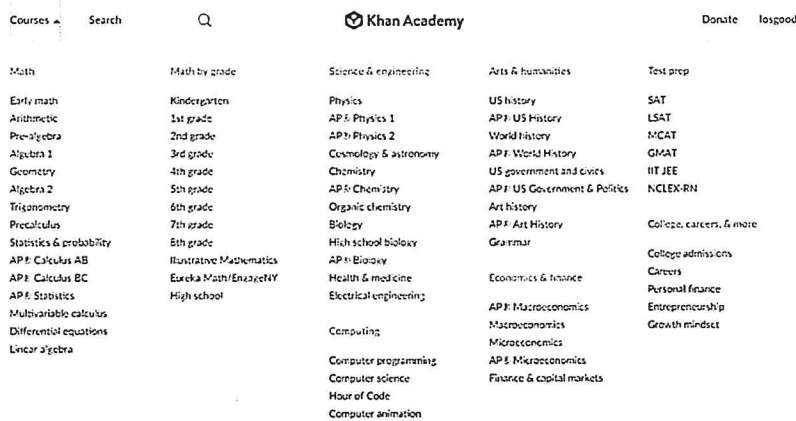 Courses
Search
Khan Academy
Donate
losgood
Math
Early math
Arithmetic
Pre-algebra
Algebra 1
Geometry
Algebra 2
Trigonometry
Precalculus
Statistics & probability
AP® Calculus AB
AP® Calculus BC
AP® Statistics
Multivariable calculus
Differential equations
Linear algebra
Math by grade
Kindergarten
1st grade
2nd grade
3rd grade
4th grade
5th grade
6th grade
7th grade
8th grade
Illustrative Mathematics
Eureka Math/EngageNY
High school
Science & engineering
Physics
AP® Physics 1
AP® Physics 2
Cosmology & astronomy
Chemistry
AP® Chemistry
Organic chemistry
Biology
High school biology
AP® Biology
Health & medicine
Electrical engineering
Computing
Computer programming
Computer science
Hour of Code
Computer animation
Arts & humanities
US history
AP® US History
World history
AP® World History
US government and civics
AP® US Government & Politics
Art history
AP® Art History
Grammar
Economics & finance
AP® Macroeconomics
Macroeconomics
Microeconomics
AP® Microeconomics
Finance & capital markets
Test prep
SAT
LSAT
MCAT
GMAT
IIT JEE
NCLEX-RN
College, careers, & more
College admissions
Careers
Personal finance
Entrepreneurship
Growth mindset